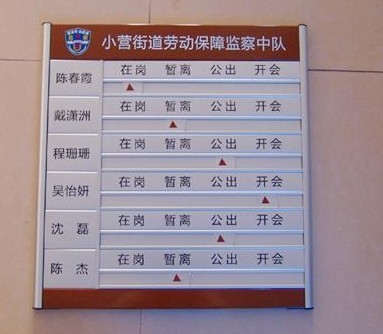 小营街道劳动保障监察中队
陈春霞 在岗 暂离 公出 开会
戴潇洲 在岗 暂离 公出 开会
程珊珊 在岗 暂离 公出 开会
吴怡妍 在岗 暂离 公出 开会
沈 磊 在岗 暂离 公出 开会
陈 杰 在岗 暂离 公出 开会